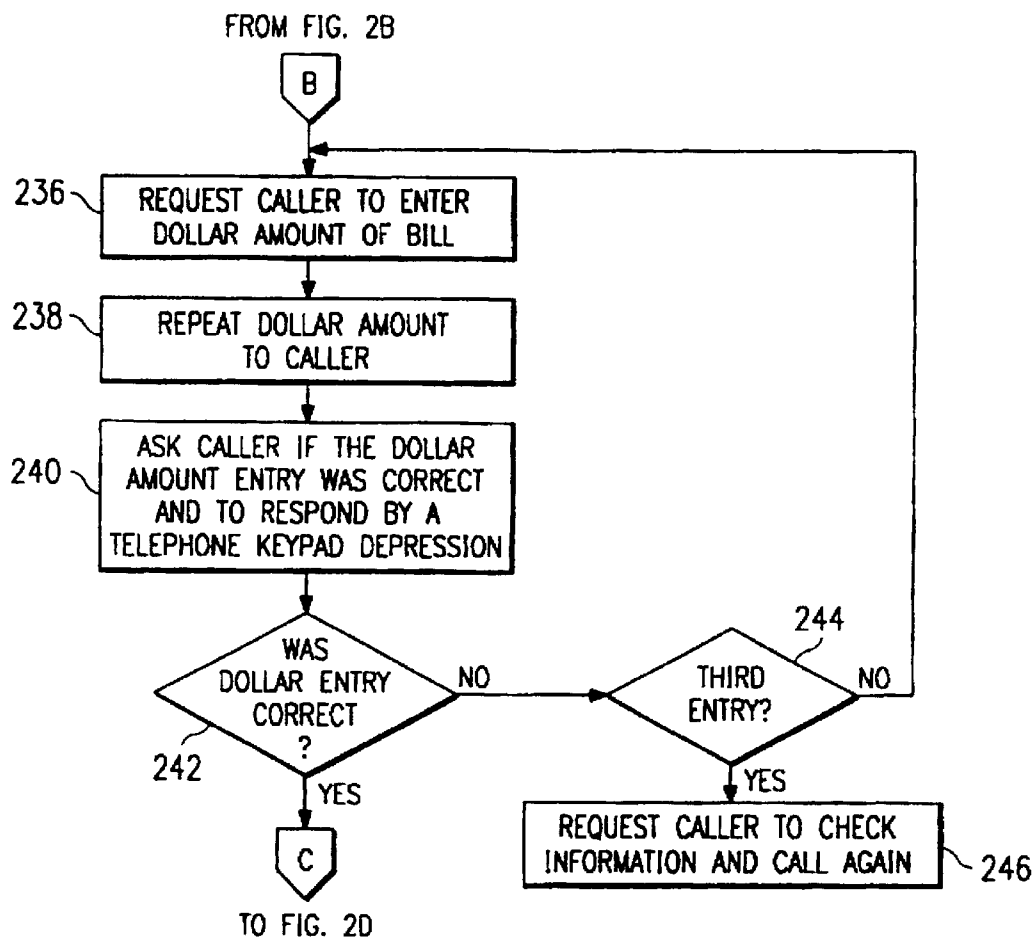 FROM FIG. 2B
B
236
REQUEST CALLER TO ENTER
DOLLAR AMOUNT OF BILL
238
REPEAT DOLLAR AMOUNT
TO CALLER
240
ASK CALLER IF THE DOLLAR
AMOUNT ENTRY WAS CORRECT
AND TO RESPOND BY A
TELEPHONE KEYPAD DEPRESSION
WAS
DOLLAR ENTRY
CORRECT
?
242
NO
YES
244
THIRD
ENTRY?
NO
YES
REQUEST CALLER TO CHECK
INFORMATION AND CALL AGAIN
246
C
TO FIG. 2D